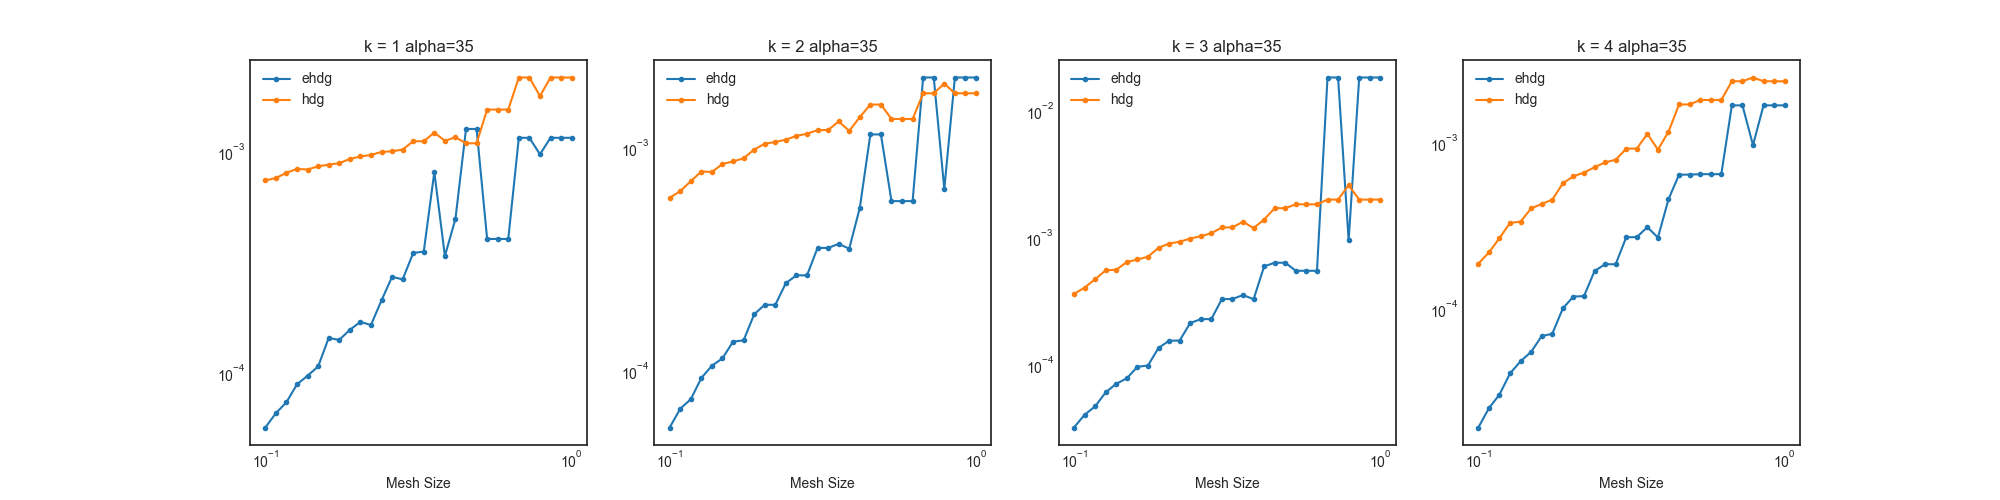 k = 1 alpha=35
ehdg
hdg
10⁻³
10⁻⁴
10⁻¹
10⁰
Mesh Size
k = 2 alpha=35
ehdg
hdg
10⁻³
10⁻⁴
10⁻¹
10⁰
Mesh Size
k = 3 alpha=35
ehdg
hdg
10⁻²
10⁻³
10⁻⁴
10⁻¹
10⁰
Mesh Size
k = 4 alpha=35
ehdg
hdg
10⁻³
10⁻⁴
10⁻¹
10⁰
Mesh Size